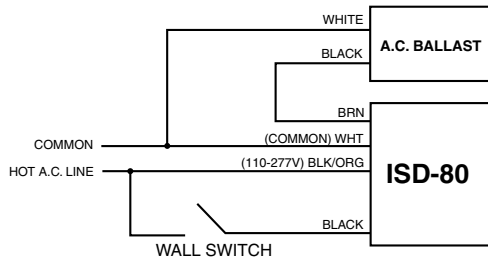 WHITE
A.C. BALLAST
BLACK
BRN
COMMON
(COMMON) WHT
HOT A.C. LINE
(110-277V) BLK/ORG
ISD-80
BLACK
WALL SWITCH